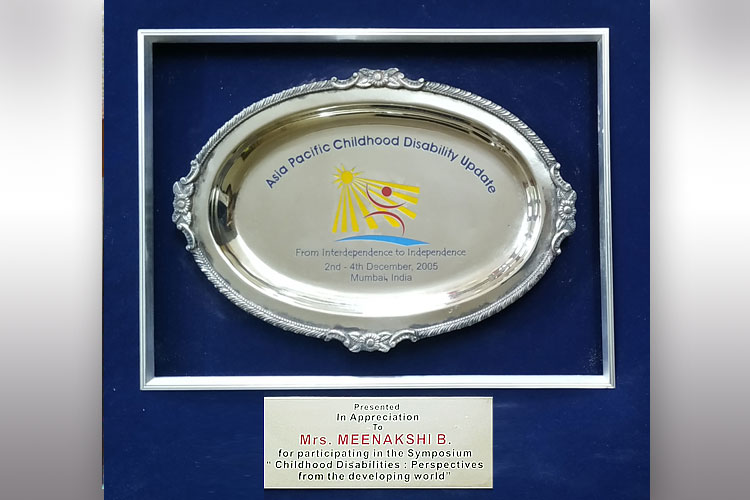 Asia Pacific Childhood Disability Update
From Interdependence to Independence
2nd - 4th December, 2005
Mumbai, India
Presented
In Appreciation
To
Mrs. MEENAKSHI B.
for participating in the Symposium
" Childhood Disabilities : Perspectives
from the developing world"